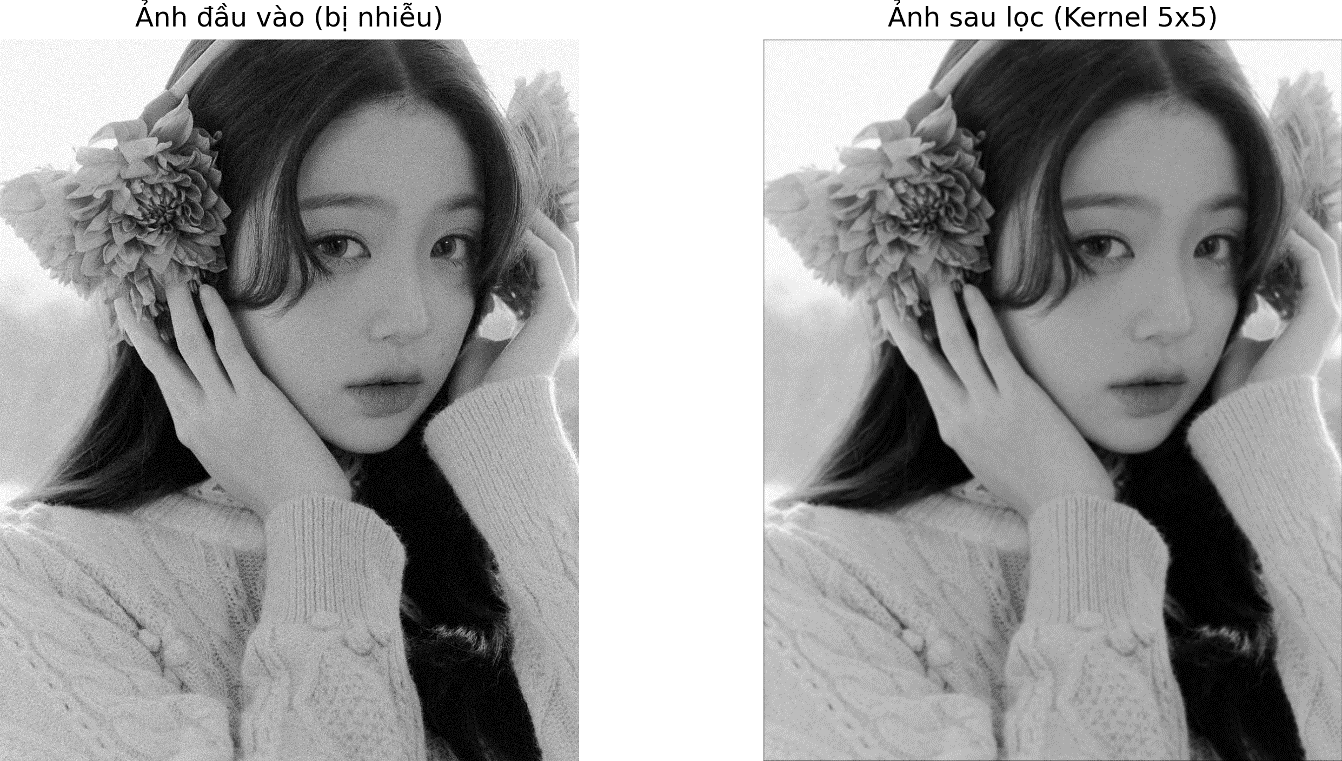 Ảnh đầu vào (bị nhiễu)
Ảnh sau lọc (Kernel 5x5)